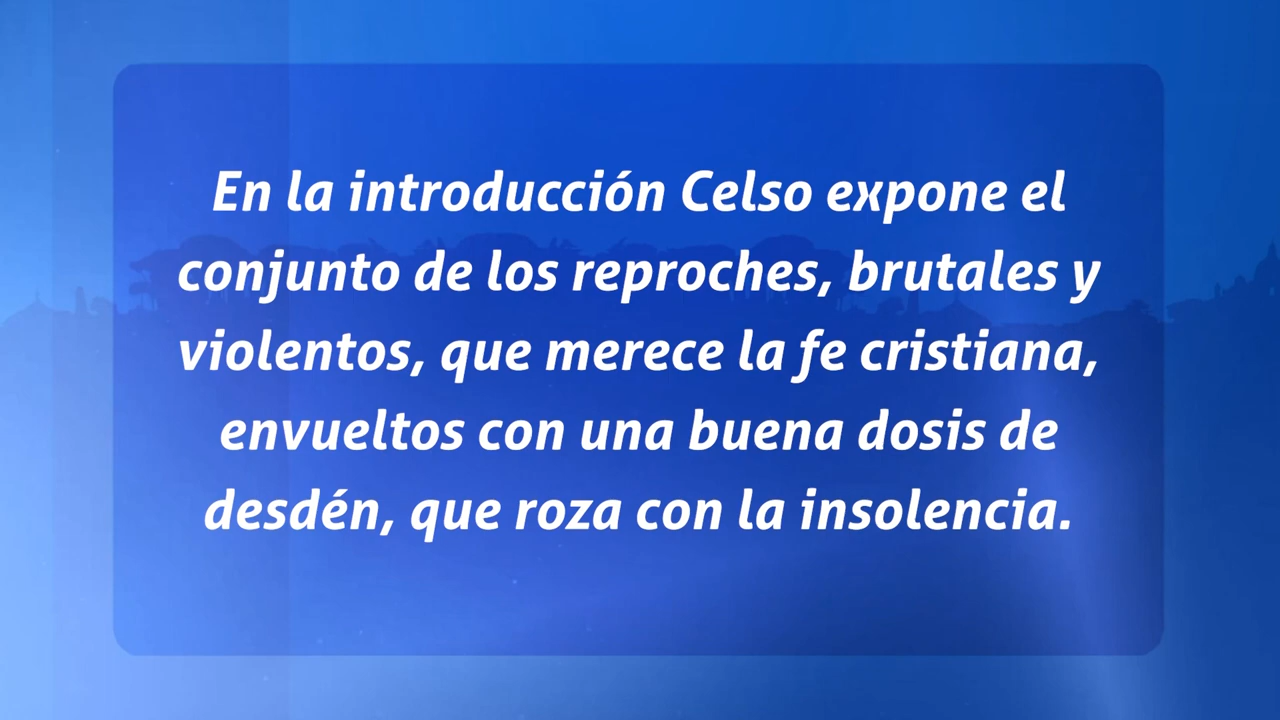 En la introducción Celso expone el
conjunto de los reproches, brutales y
violentos, que merece la fe cristiana,
envueltos con una buena dosis de
desdén, que roza con la insolencia.